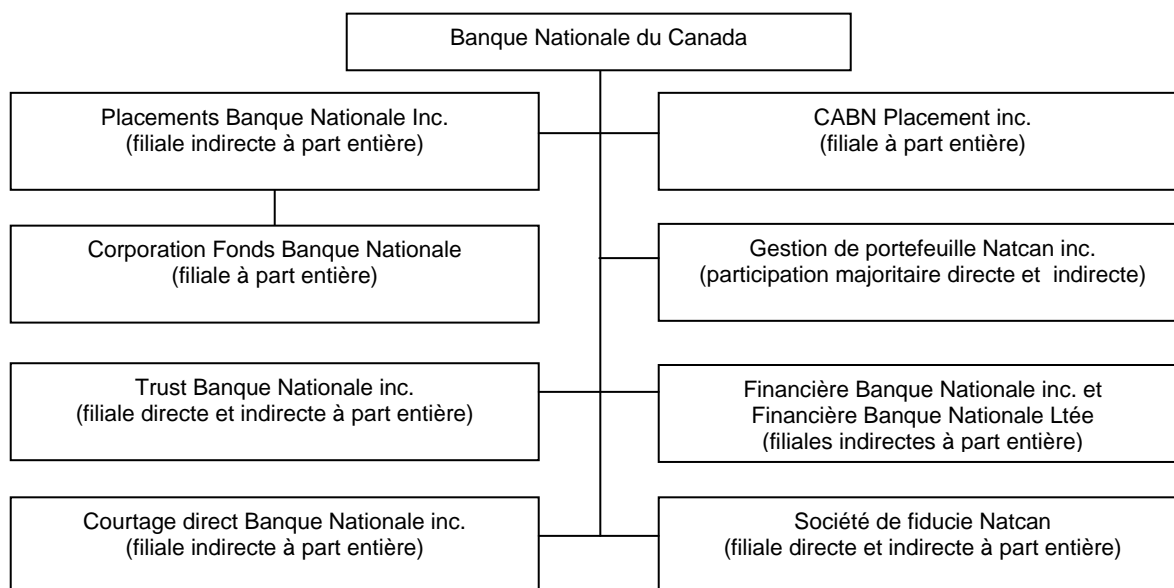 Banque Nationale du Canada
Placements Banque Nationale Inc.
(filiale indirecte à part entière)
CABN Placement inc.
(filiale à part entière)
Corporation Fonds Banque Nationale
(filiale à part entière)
Gestion de portefeuille Natcan inc.
(participation majoritaire directe et indirecte)
Trust Banque Nationale inc.
(filiale directe et indirecte à part entière)
Financière Banque Nationale inc. et
Financière Banque Nationale Ltée
(filiales indirectes à part entière)
Courtage direct Banque Nationale inc.
(filiale indirecte à part entière)
Société de fiducie Natcan
(filiale directe et indirecte à part entière)